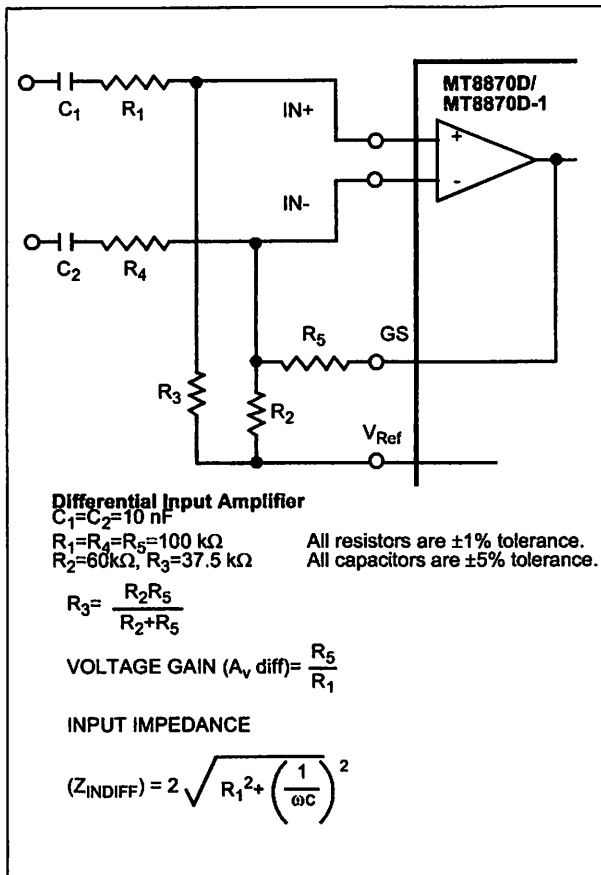 MT8870D/
MT8870D-1
C1 R1 IN+ +
IN- -
C2 R4
R5 GS
R3 R2
VRef
Differential Input Amplifier
C1=C2=10 nF
R1=R4=R5=100 kΩ All resistors are ±1% tolerance.
R2=60kΩ, R3=37.5 kΩ All capacitors are ±5% tolerance.
R3= R2R5
R2+R5
VOLTAGE GAIN (Av diff)= R5
R1
INPUT IMPEDANCE
(ZINDIFF) = 2 √ R1²+ (1/ωc)²